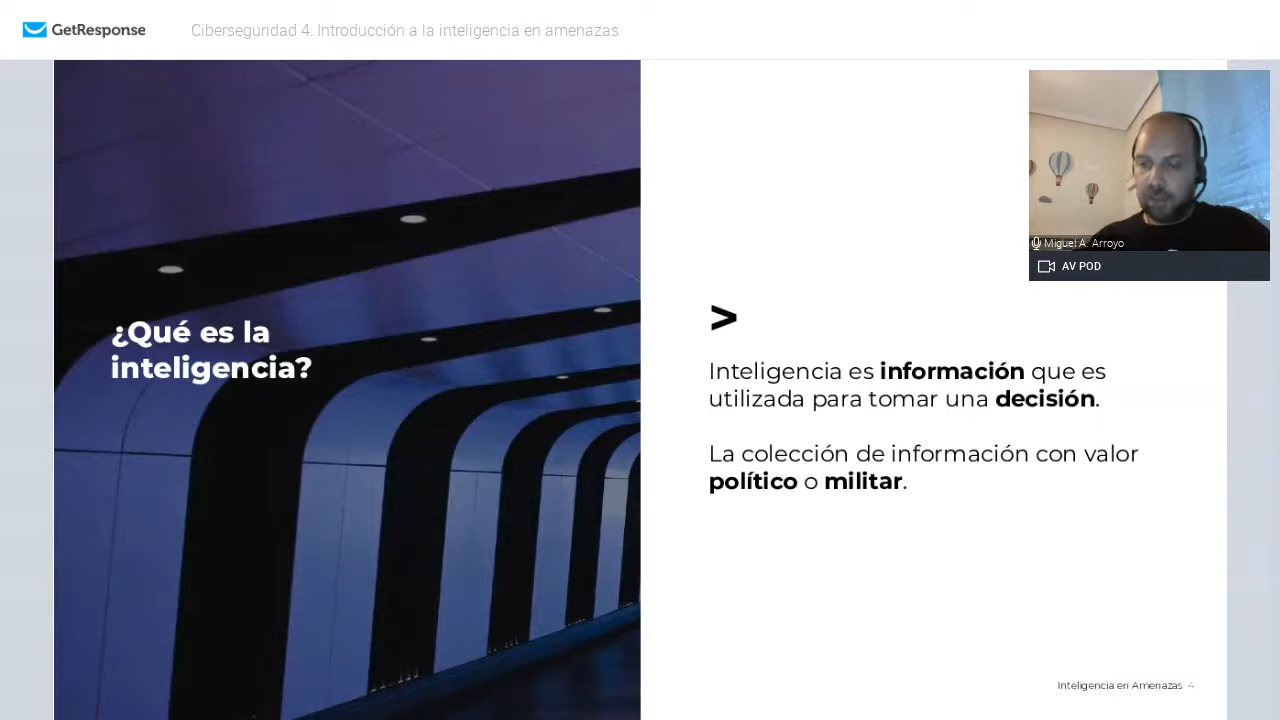 GetResponse
Ciberseguridad 4: Introducción a la inteligencia en amenazas
Miguel A. Arroyo
AV POD
¿Qué es la
inteligencia?
>
Inteligencia es información que es
utilizada para tomar una decisión.
La colección de información con valor
político o militar.
Inteligencia en Amenazas 4